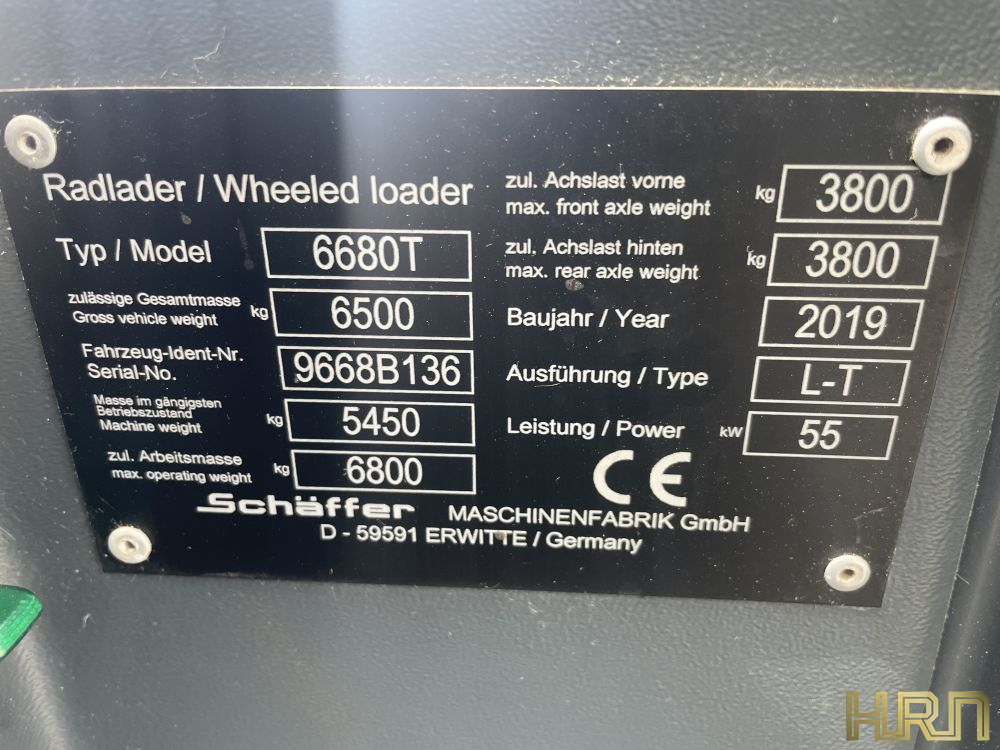 Radlader / Wheeled loader
Typ / Model 6680T
zulässige Gesamtmasse
Gross vehicle weight kg 6500
Fahrzeug-Ident-Nr.
Serial-No. 9668B136
Masse im gängigsten
Betriebszustand
Machine weight kg 5450
zul. Arbeitsmasse
max. operating weight kg 6800
zul. Achslast vorne
max. front axle weight kg 3800
zul. Achslast hinten
max. rear axle weight kg 3800
Baujahr / Year 2019
Ausführung / Type L-T
Leistung / Power kW 55
CE
Schäffer MASCHINENFABRIK GmbH
D - 59591 ERWITTE / Germany
HRN